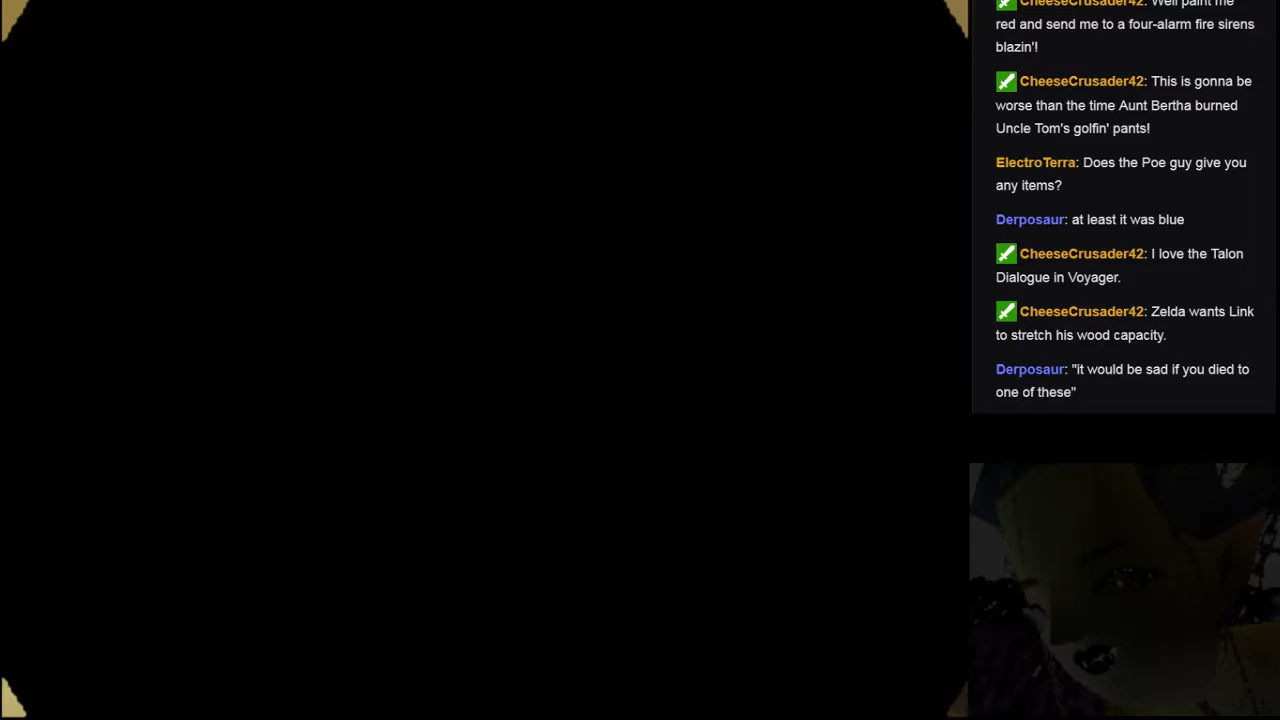 CheeseCrusader42: Well paint me
red and send me to a four-alarm fire sirens
blazin'!
CheeseCrusader42: This is gonna be
worse than the time Aunt Bertha burned
Uncle Tom's golfin' pants!
ElectroTerra: Does the Poe guy give you
any items?
Derposaur: at least it was blue
CheeseCrusader42: I love the Talon
Dialogue in Voyager.
CheeseCrusader42: Zelda wants Link
to stretch his wood capacity.
Derposaur: "it would be sad if you died to
one of these"